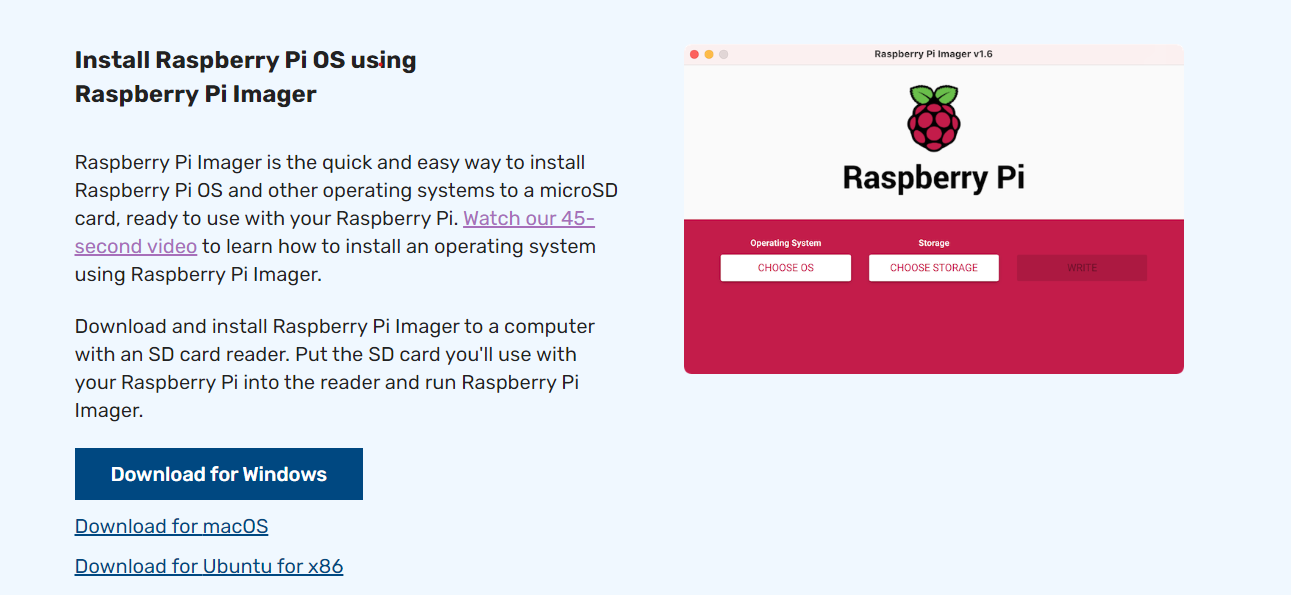 Install Raspberry Pi OS using
Raspberry Pi Imager
Raspberry Pi Imager is the quick and easy way to install
Raspberry Pi OS and other operating systems to a microSD
card, ready to use with your Raspberry Pi. Watch our 45-
second video to learn how to install an operating system
using Raspberry Pi Imager.
Download and install Raspberry Pi Imager to a computer
with an SD card reader. Put the SD card you'll use with
your Raspberry Pi into the reader and run Raspberry Pi
Imager.
Download for Windows
Download for macOS
Download for Ubuntu for x86
Raspberry Pi Imager v1.6
Raspberry Pi
Operating System
Storage
CHOOSE OS
CHOOSE STORAGE
WRITE